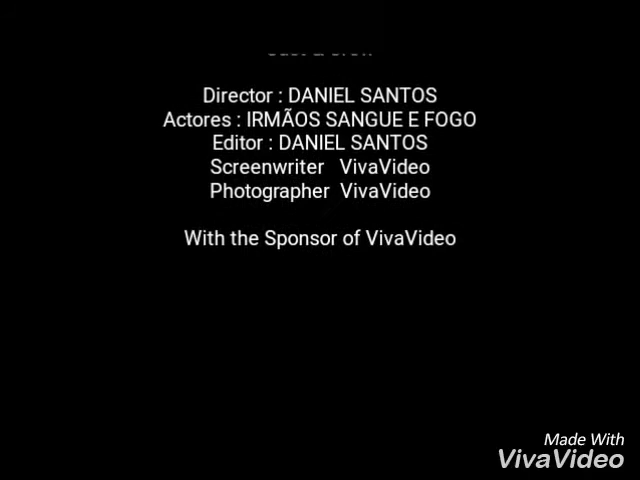 Director : DANIEL SANTOS
Actores : IRMÃOS SANGUE E FOGO
Editor : DANIEL SANTOS
Screenwriter VivaVideo
Photographer VivaVideo
With the Sponsor of VivaVideo
Made With
VivaVideo